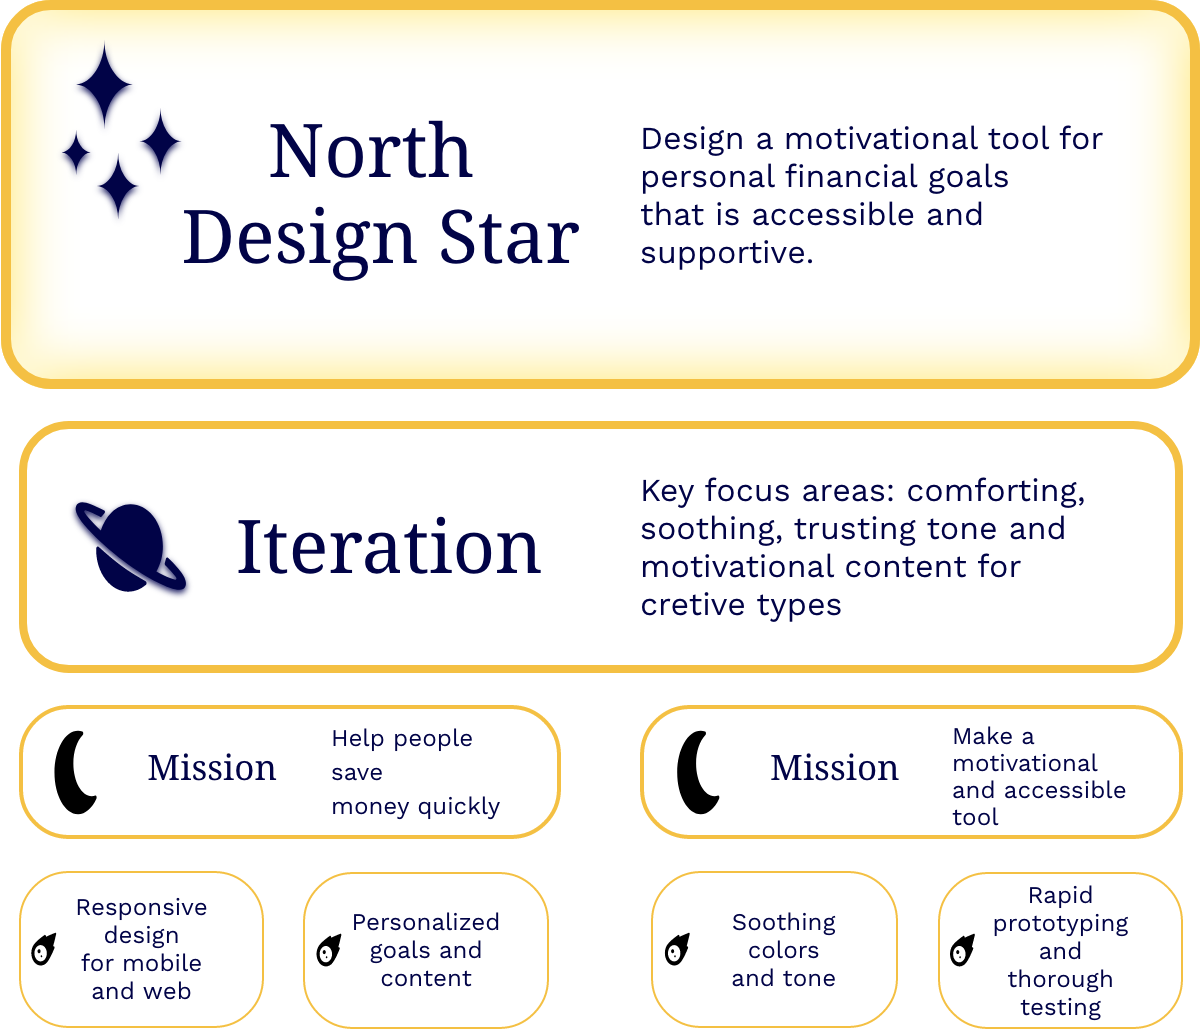 North
Design Star
Design a motivational tool for
personal financial goals
that is accessible and
supportive.
Iteration
Key focus areas: comforting,
soothing, trusting tone and
motivational content for
cretive types
Mission
Help people
save
money quickly
Mission
Make a
motivational
and accessible
tool
Responsive
design
for mobile
and web
Personalized
goals and
content
Soothing
colors
and tone
Rapid
prototyping
and
thorough
testing